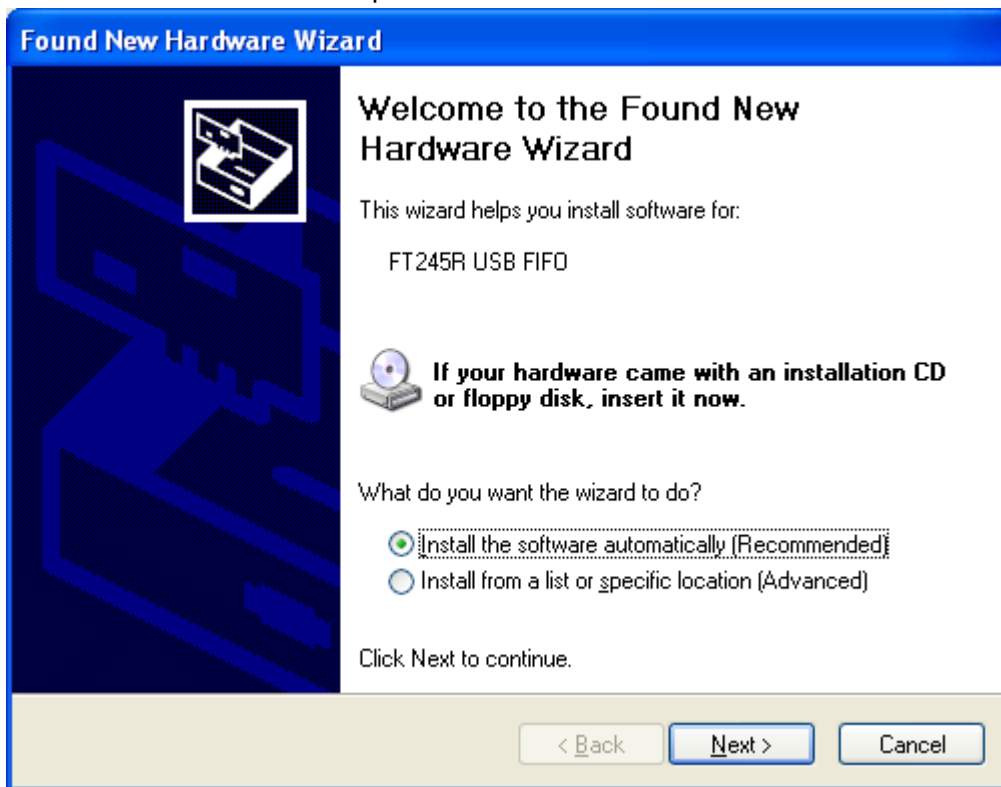 Found New Hardware Wizard
Welcome to the Found New
Hardware Wizard
This wizard helps you install software for:
FT245R USB FIFO
If your hardware came with an installation CD
or floppy disk, insert it now.
What do you want the wizard to do?
Install the software automatically (Recommended)
Install from a list or specific location (Advanced)
Click Next to continue.
< Back Next > Cancel